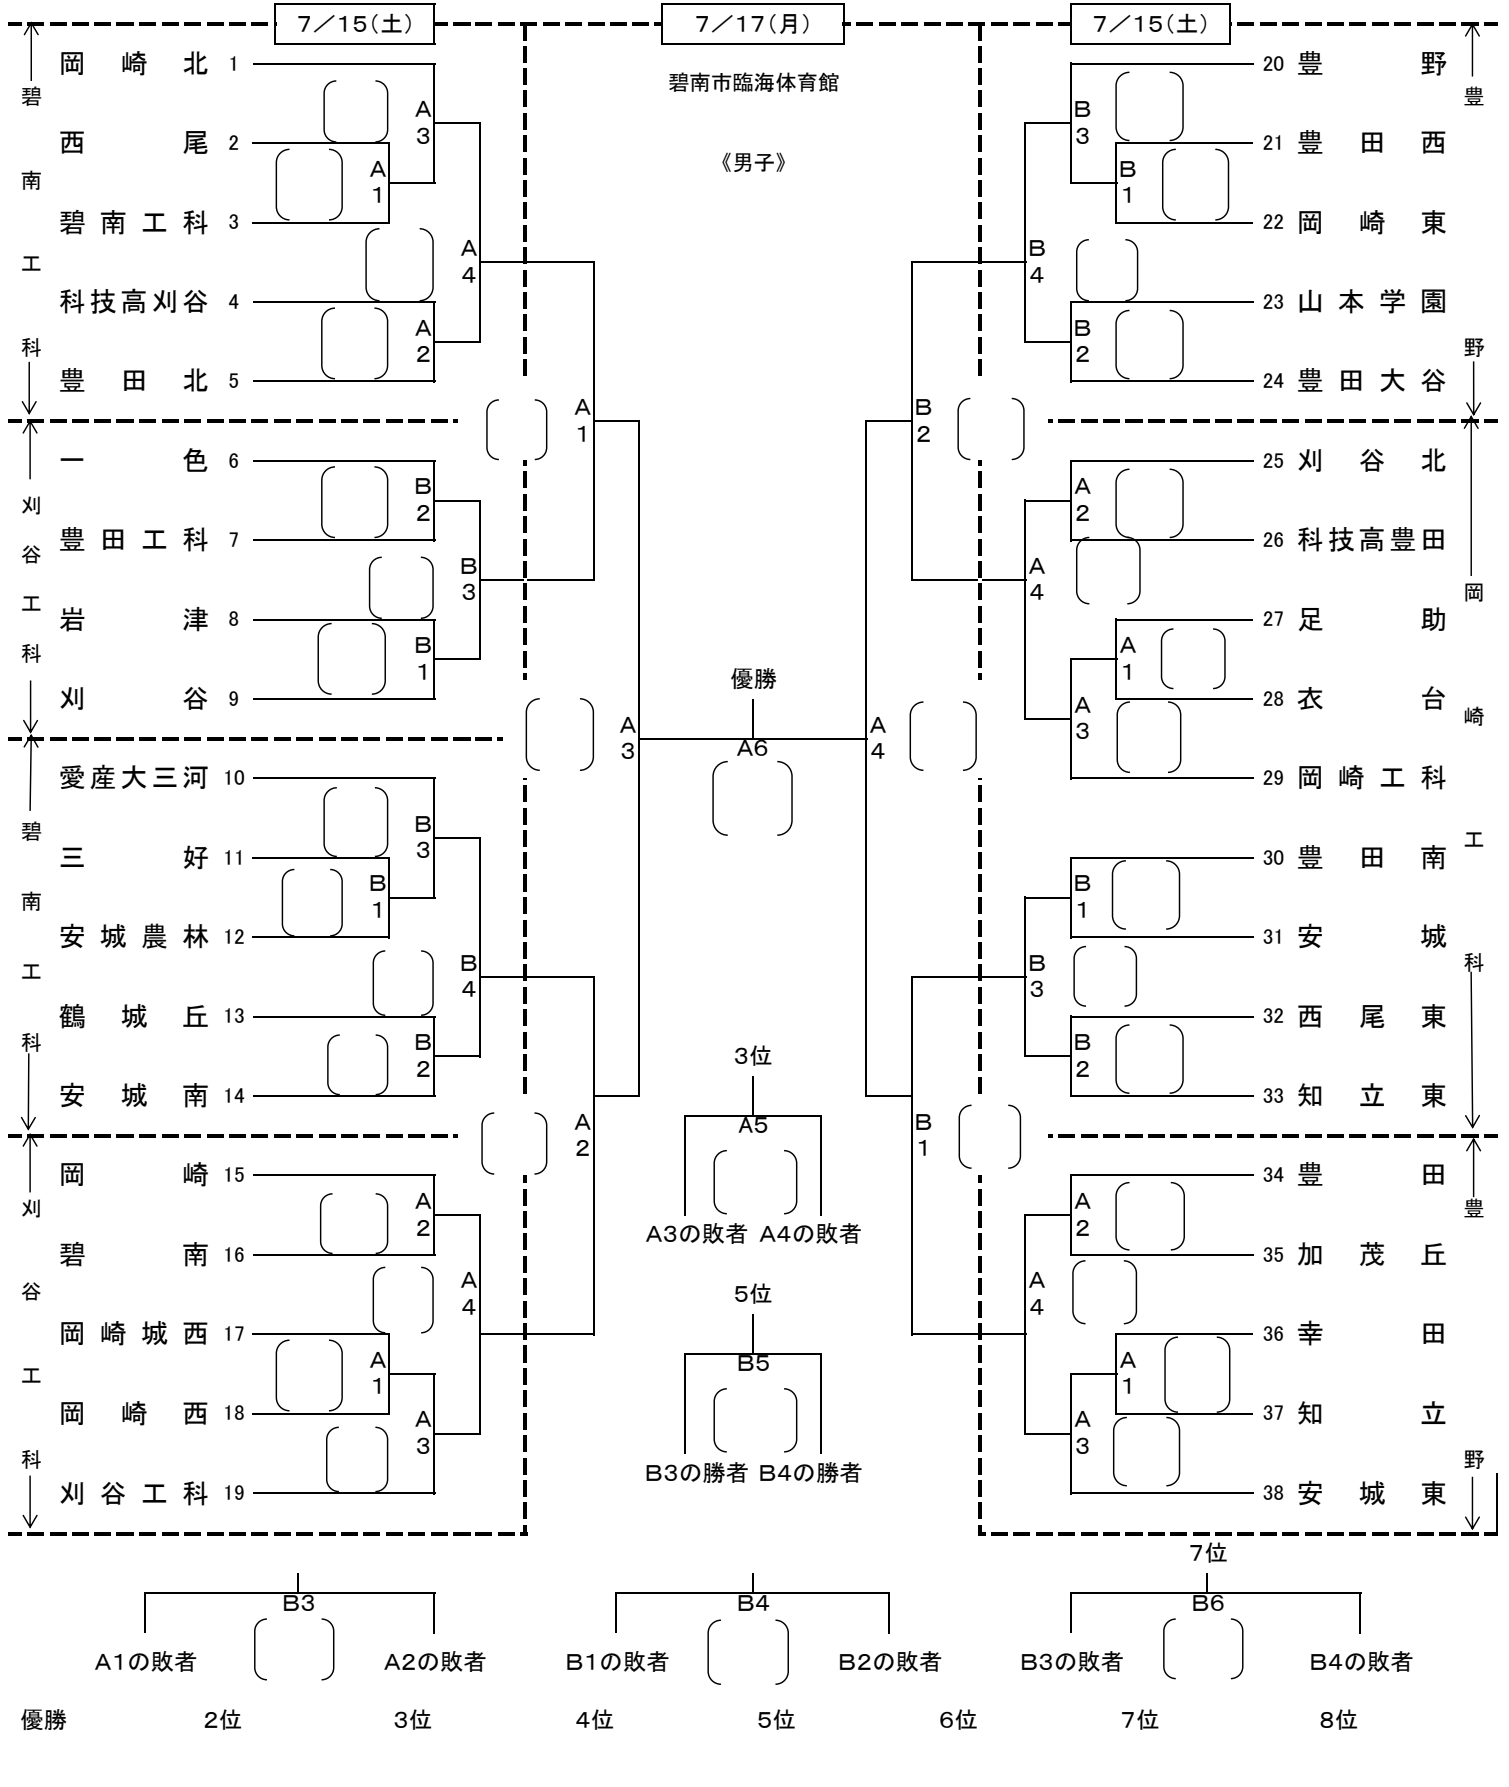 7／15（土）　7／17（月）　7／15（土）
碧南市臨海体育館
《男子》
岡崎北 1
西尾 2
碧南工科 3
科技高刈谷 4
豊田北 5
一色 6
豊田工科 7
岩津 8
刈谷 9
愛産大三河 10
三好 11
安城農林 12
鶴城丘 13
安城南 14
岡崎 15
碧南 16
岡崎城西 17
岡崎西 18
刈谷工科 19
碧南工科
刈谷工科
碧南工科
刈谷工科
A3
A1
A4
A2
B2
B3
B1
B3
B1
B4
B2
A2
A4
A1
A3
A1
A3
A2
優勝
A6
3位
A5
A3の敗者 A4の敗者
5位
B5
B3の勝者 B4の勝者
B2
A4
B1
B3
B1
B4
B2
A2
A4
A1
A3
B1
B3
B2
A2
A4
A1
A3
20 豊野
21 豊田西
22 岡崎東
23 山本学園
24 豊田大谷
25 刈谷北
26 科技高豊田
27 足助
28 衣台
29 岡崎工科
30 豊田南
31 安城
32 西尾東
33 知立東
34 豊田
35 加茂丘
36 幸田
37 知立
38 安城東
豊野
岡崎工科
豊野
B3
A1の敗者 A2の敗者
B4
B1の敗者 B2の敗者
7位
B6
B3の敗者 B4の敗者
優勝 2位 3位 4位 5位 6位 7位 8位